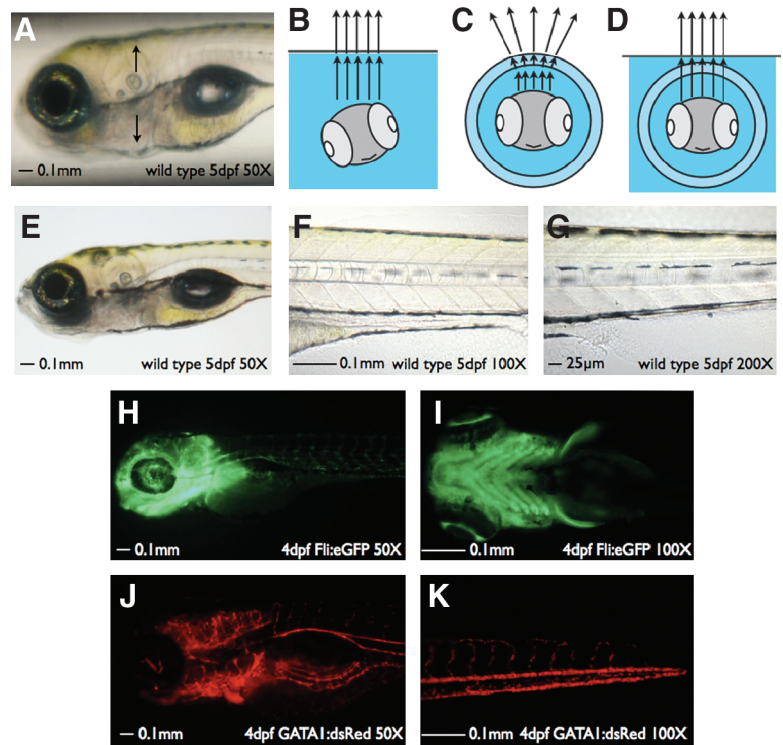 A
0.1mm wild type 5dpf 50X
B
C
D
E
0.1mm wild type 5dpf 50X
F
0.1mm wild type 5dpf 100X
G
25µm wild type 5dpf 200X
H
0.1mm 4dpf Fli:eGFP 50X
I
0.1mm 4dpf Fli:eGFP 100X
J
0.1mm 4dpf GATA1:dsRed 50X
K
0.1mm 4dpf GATA1:dsRed 100X